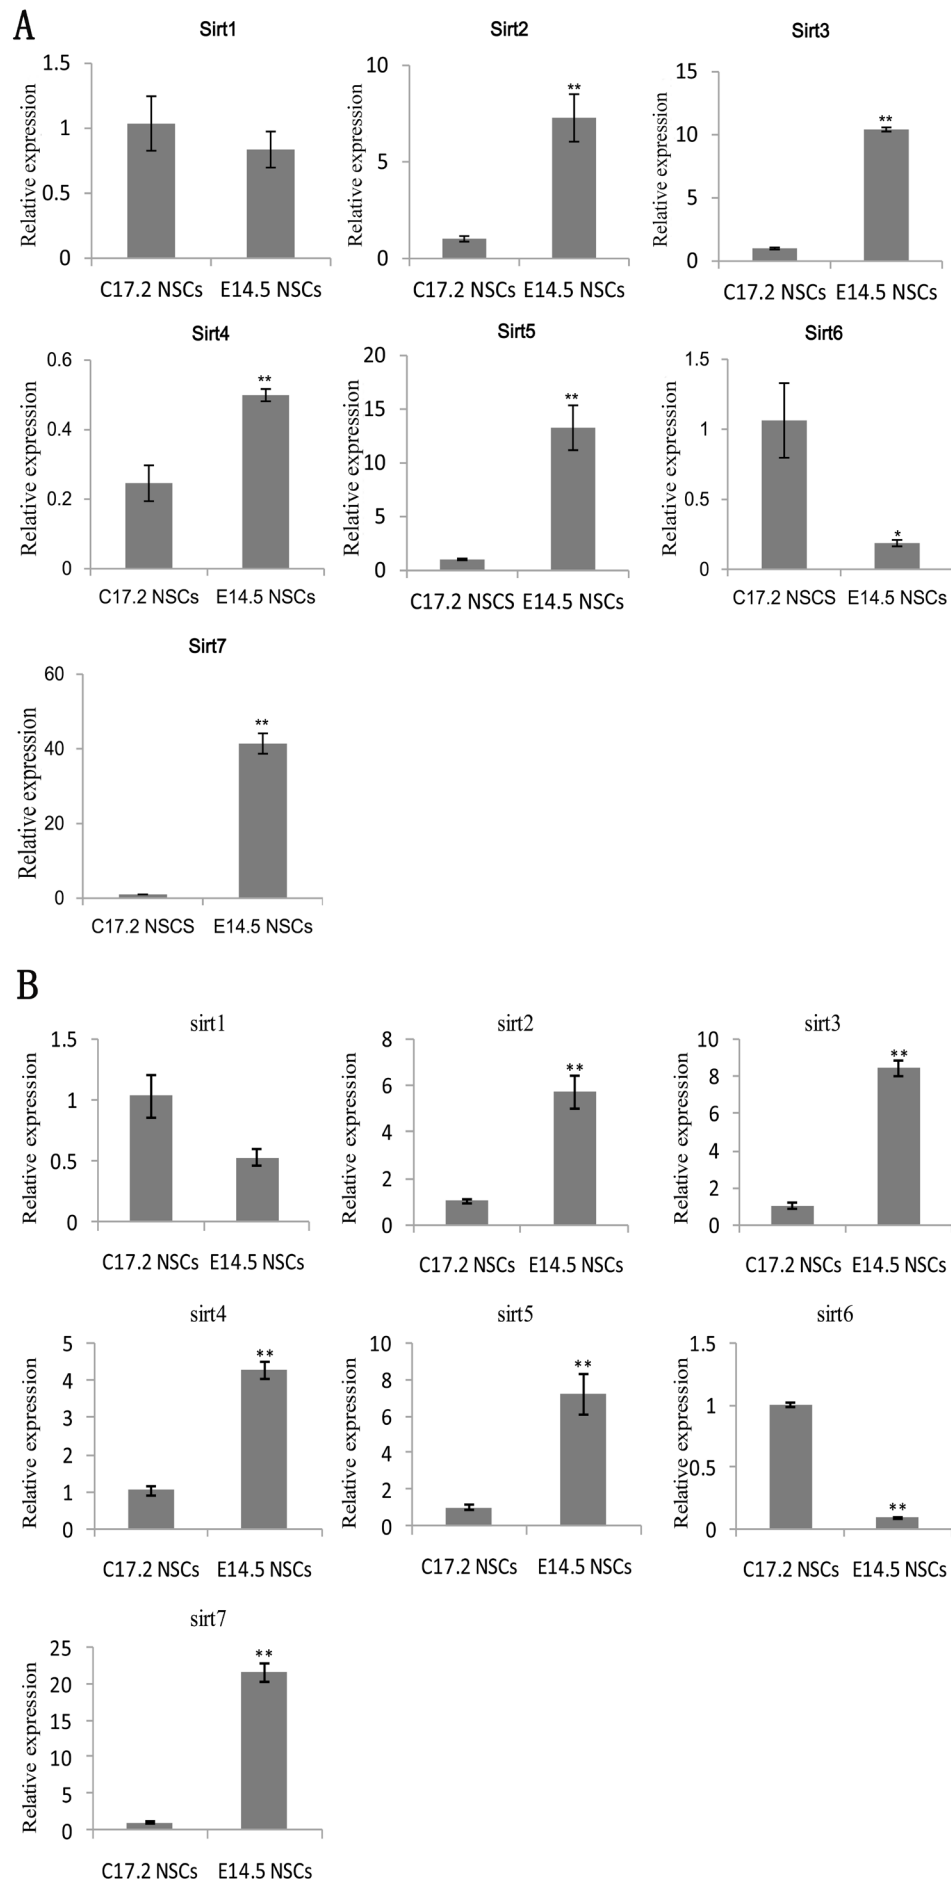 A
Sirt1
Relative expression
1.5
1
0.5
0
C17.2 NSCs E14.5 NSCs
Sirt2
Relative expression
10
5
0
**
C17.2 NSCs E14.5 NSCs
Sirt3
Relative expression
15
10
5
0
**
C17.2 NSCs E14.5 NSCs
Sirt4
Relative expression
0.6
0.4
0.2
0
**
C17.2 NSCs E14.5 NSCs
Sirt5
Relative expression
20
15
10
5
0
**
C17.2 NSCS E14.5 NSCs
Sirt6
Relative expression
1.5
1
0.5
0
*
C17.2 NSCS E14.5 NSCs
Sirt7
Relative expression
60
40
20
0
**
C17.2 NSCS E14.5 NSCs
B
sirt1
Relative expression
1.5
1
0.5
0
C17.2 NSCs E14.5 NSCs
sirt2
Relative expression
8
6
4
2
0
**
C17.2 NSCs E14.5 NSCs
sirt3
Relative expression
10
8
6
4
2
0
**
C17.2 NSCs E14.5 NSCs
sirt4
Relative expression
5
4
3
2
1
0
**
C17.2 NSCs E14.5 NSCs
sirt5
Relative expression
10
8
6
4
2
0
**
C17.2 NSCs E14.5 NSCs
sirt6
Relative expression
1.5
1
0.5
0
**
C17.2 NSCs E14.5 NSCs
sirt7
Relative expression
25
20
15
10
5
0
**
C17.2 NSCs E14.5 NSCs